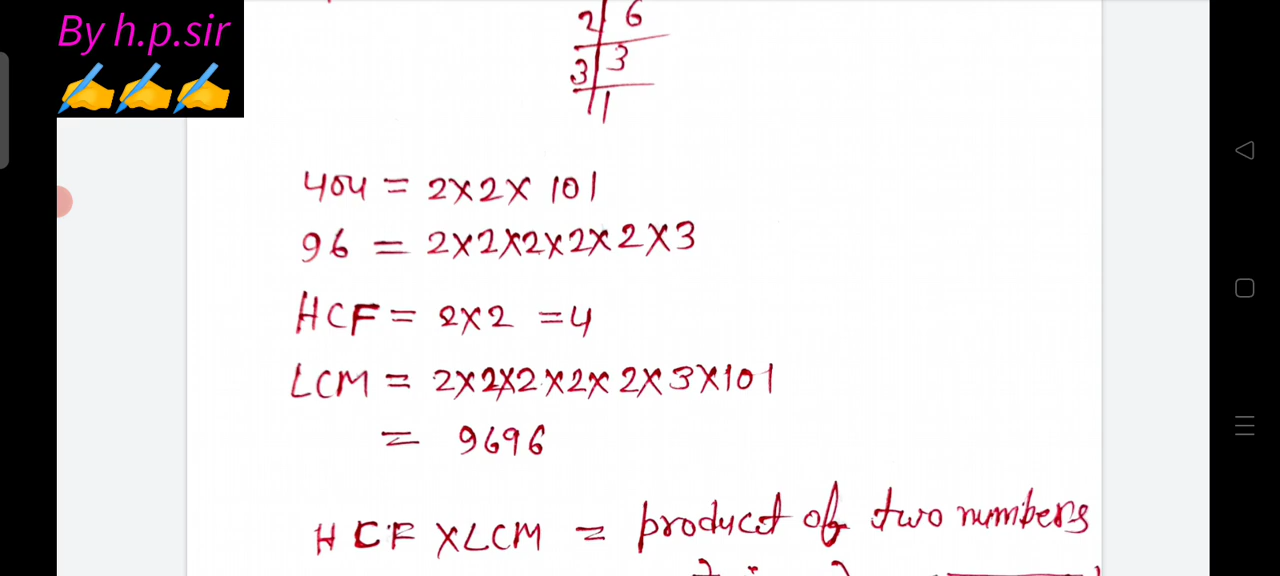 By h.p.sir
2 6
3 3
1
404 = 2×2× 101
96 = 2×2×2×2×2×3
HCF = 2×2 =4
LCM = 2×2×2×2×2×3×101
= 9696
HCF ×LCM = product of two numbers